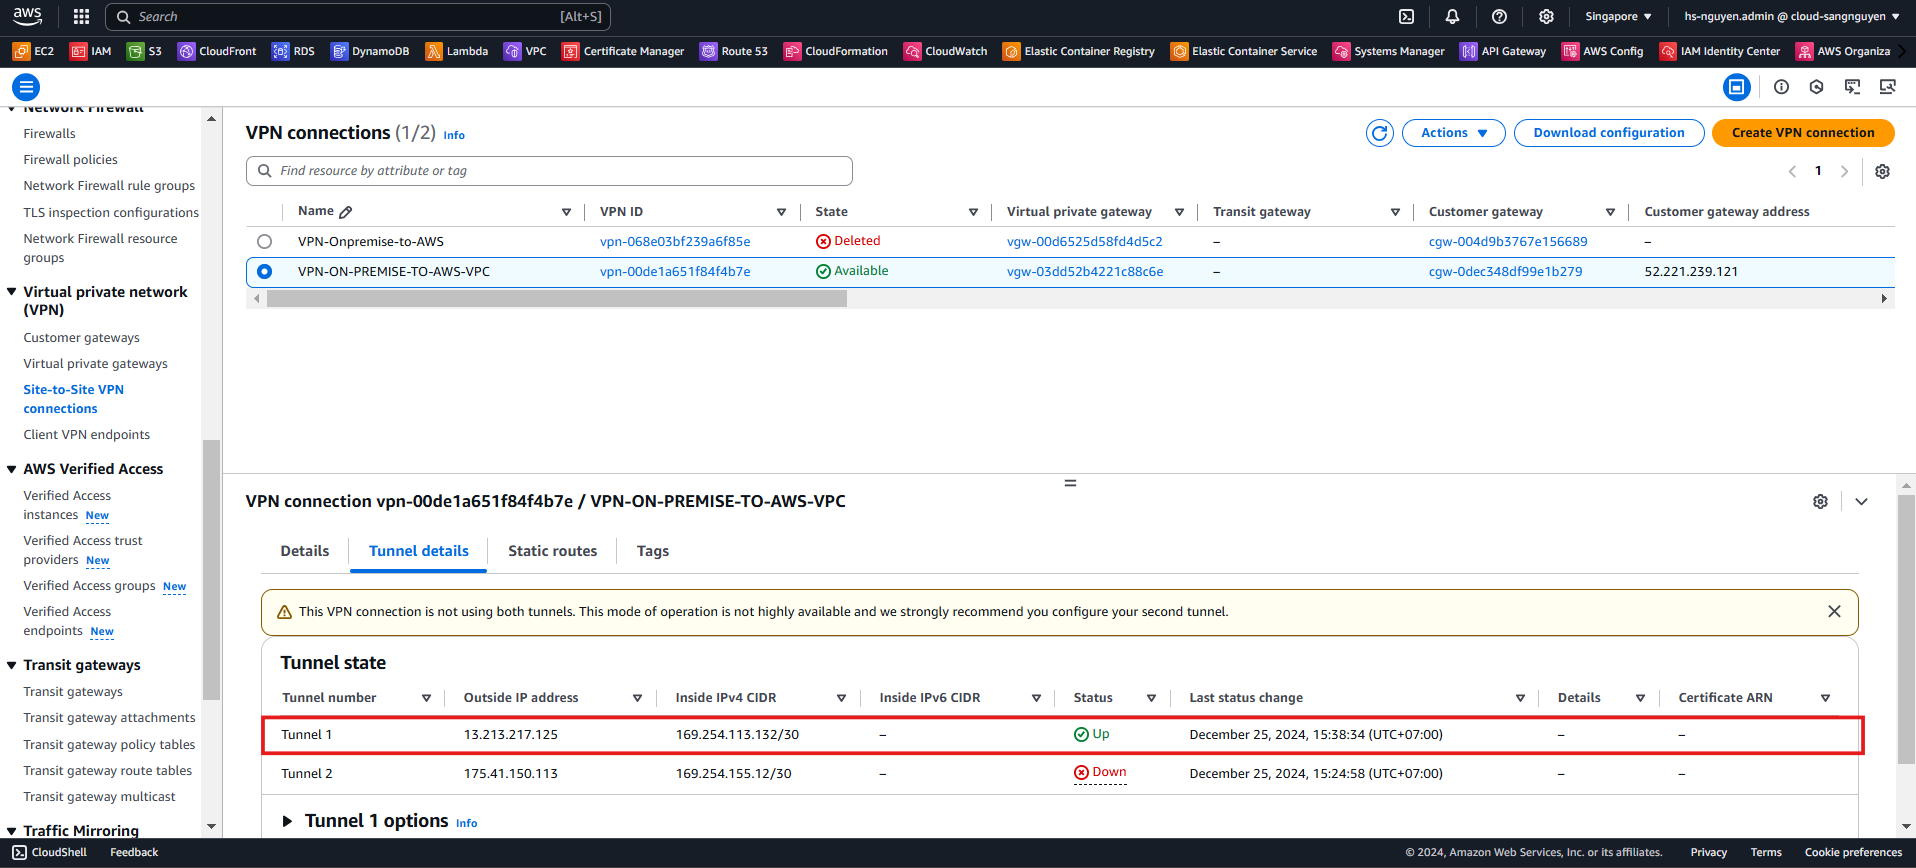 aws
Search [Alt+S] Singapore hs-nguyen.admin @ cloud-sangnguyen
EC2 IAM S3 CloudFront RDS DynamoDB Lambda VPC Certificate Manager Route 53 CloudFormation CloudWatch Elastic Container Registry Elastic Container Service Systems Manager API Gateway AWS Config IAM Identity Center AWS Organiza
Network Firewall
Firewalls
Firewall policies
Network Firewall rule groups
TLS inspection configurations
Network Firewall resource
groups
Virtual private network
(VPN)
Customer gateways
Virtual private gateways
Site-to-Site VPN
connections
Client VPN endpoints
AWS Verified Access
Verified Access
instances New
Verified Access trust
providers New
Verified Access groups New
Verified Access
endpoints New
Transit gateways
Transit gateways
Transit gateway attachments
Transit gateway policy tables
Transit gateway route tables
Transit gateway multicast
Traffic Mirroring
VPN connections (1/2) Info
Actions Download configuration Create VPN connection
Find resource by attribute or tag
1
Name VPN ID State Virtual private gateway Transit gateway Customer gateway Customer gateway address
VPN-Onpremise-to-AWS vpn-068e03bf239a6f85e Deleted vgw-00d6525d58fd4d5c2 – cgw-004d9b3767e156689 –
VPN-ON-PREMISE-TO-AWS-VPC vpn-00de1a651f84f4b7e Available vgw-03dd52b4221c88c6e – cgw-0dec348df99e1b279 52.221.239.121
VPN connection vpn-00de1a651f84f4b7e / VPN-ON-PREMISE-TO-AWS-VPC
Details Tunnel details Static routes Tags
This VPN connection is not using both tunnels. This mode of operation is not highly available and we strongly recommend you configure your second tunnel.
Tunnel state
Tunnel number Outside IP address Inside IPv4 CIDR Inside IPv6 CIDR Status Last status change Details Certificate ARN
Tunnel 1 13.213.217.125 169.254.113.132/30 – Up December 25, 2024, 15:38:34 (UTC+07:00) – –
Tunnel 2 175.41.150.113 169.254.155.12/30 – Down December 25, 2024, 15:24:58 (UTC+07:00) – –
Tunnel 1 options Info
CloudShell Feedback © 2024, Amazon Web Services, Inc. or its affiliates. Privacy Terms Cookie preferences